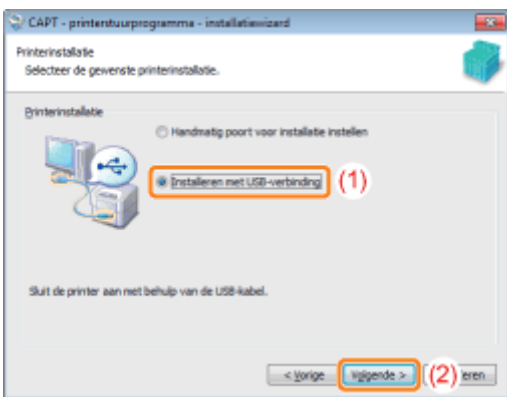 CAPT - printerstuurprogramma - installatiewizard
Printerinstallatie
Selecteer de gewenste printerinstallatie.
Printerinstallatie
Handmatig poort voor installatie instellen
Installeren met USB-verbinding (1)
Sluit de printer aan met behulp van de USB-kabel.
< Vorige Volgende > (2) eren